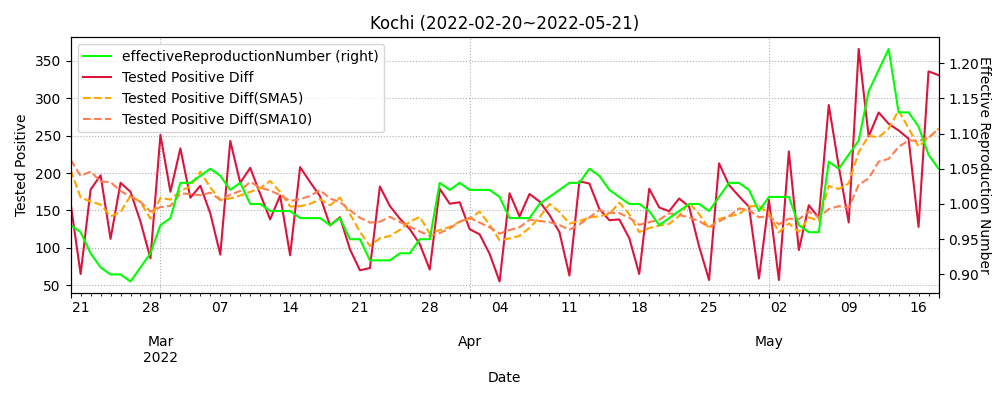 Kochi (2022-02-20~2022-05-21)
effectiveReproductionNumber (right)
Tested Positive Diff
Tested Positive Diff(SMA5)
Tested Positive Diff(SMA10)
Tested Positive
350
300
250
200
150
100
50
1.20
1.15
1.10
1.05
1.00
0.95
0.90
Effective Reproduction Number
21 28 07 14 21 28 04 11 18 25 02 09 16
Mar Apr May
2022
Date